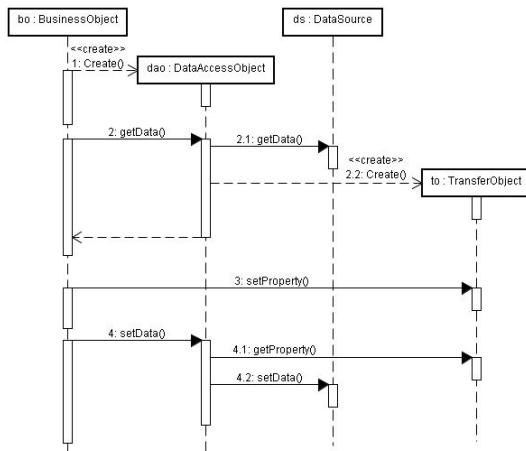 bo : BusinessObject
ds : DataSource
<<create>>
1: Create()
dao : DataAccessObject
2: getData()
2.1: getData()
<<create>>
2.2: Create()
to : TransferObject
3: setProperty()
4: setData()
4.1: getProperty()
4.2: setData()